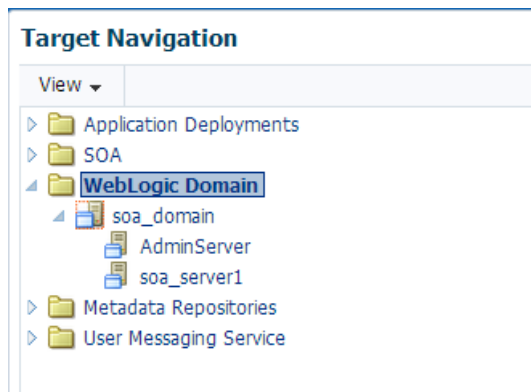 Target Navigation
View
Application Deployments
SOA
WebLogic Domain
soa_domain
AdminServer
soa_server1
Metadata Repositories
User Messaging Service